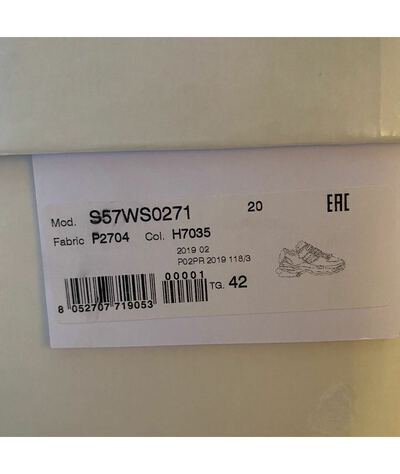 Mod. S57WS0271 20 EAC
Fabric P2704 Col. H7035
2019 02
P02PR 2019 118/3
00001
TG. 42
8 052707 719053